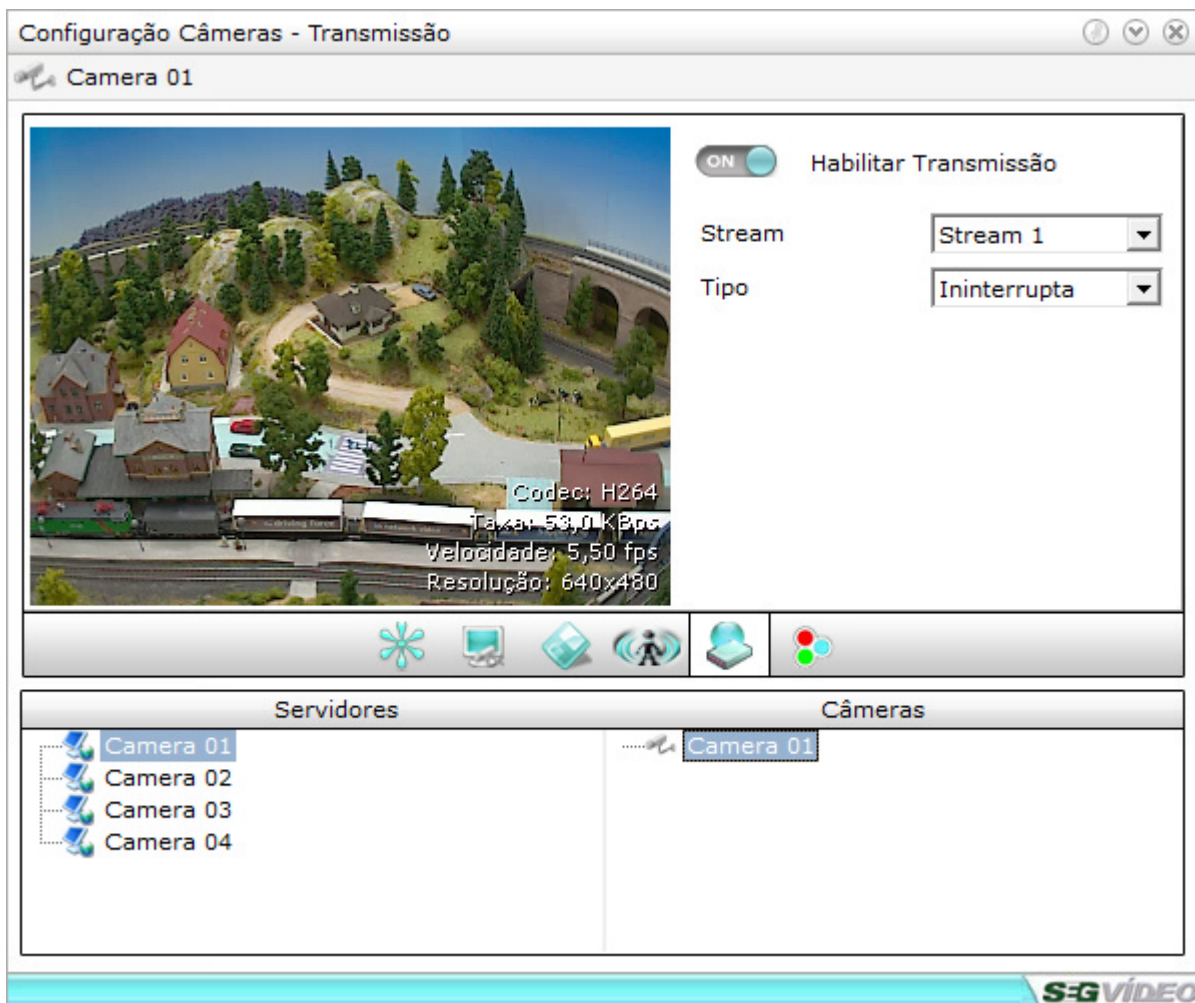 Configuração Câmeras - Transmissão
Camera 01
ON Habilitar Transmissão
Stream Stream 1
Tipo Ininterrupta
driving force
Codec: H264
Taxa: 53,0 KBps
Velocidade: 5,50 fps
Resolução: 640x480
Servidores Câmeras
Camera 01 Camera 01
Camera 02
Camera 03
Camera 04
SEGVÍDEO